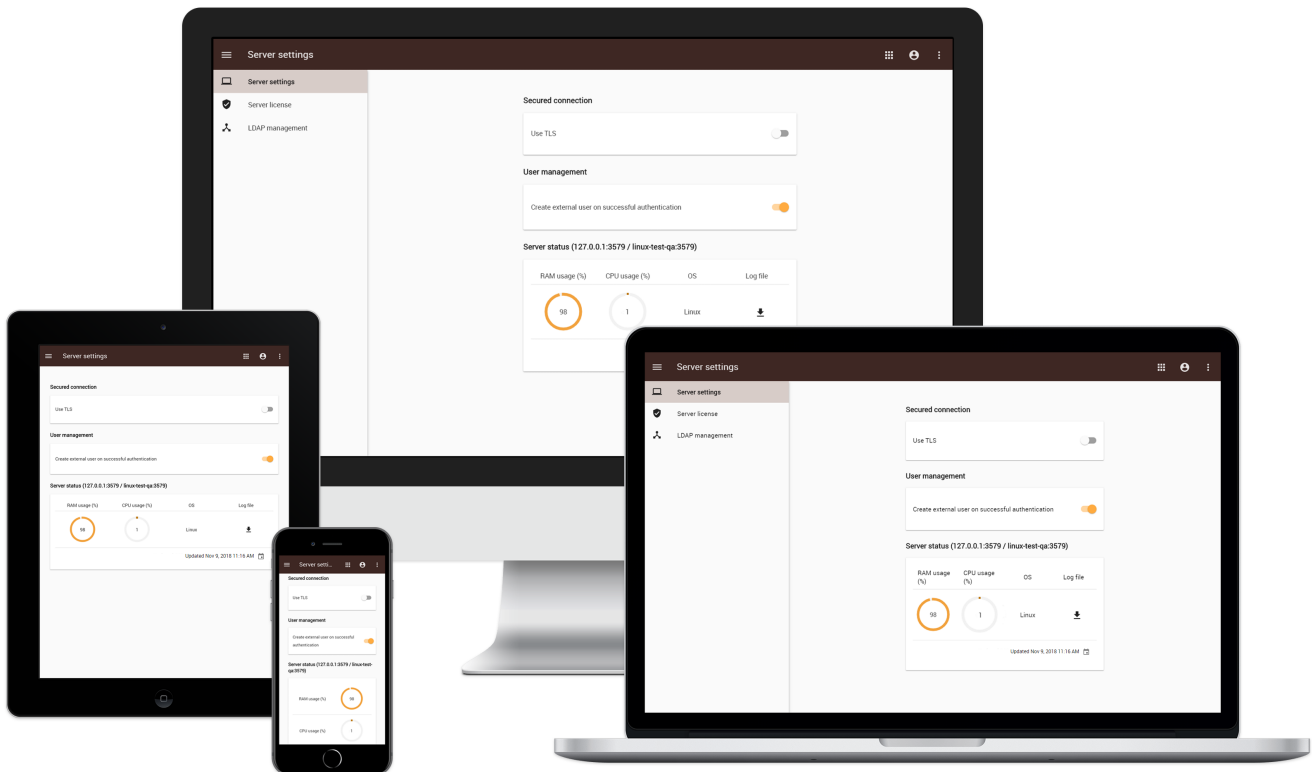 Server settings
Server settings
Server license
LDAP management
Secured connection
Use TLS
User management
Create external user on successful authentication
Server status (127.0.0.1:3579 / linux-test-qa:3579)
RAM usage (%) CPU usage (%) OS Log file
98 1 Linux
Server settings
Secured connection
Use TLS
User management
Create external user on successful authentication
Server status (127.0.0.1:3579 / linux-test-qa:3579)
RAM usage (%) CPU usage (%) OS Log file
98 1 Linux
Updated Nov 9, 2018 11:16 AM
Server setti...
Secured connection
Use TLS
User management
Create external user on successful
authentication
Server status (127.0.0.1:3579 / linux-test-
qa:3579)
RAM usage (%) 98
CPU usage (%) 1
Server settings
Server settings
Server license
LDAP management
Secured connection
Use TLS
User management
Create external user on successful authentication
Server status (127.0.0.1:3579 / linux-test-qa:3579)
RAM usage CPU usage
(%) (%) OS Log file
98 1 Linux
Updated Nov 9, 2018 11:16 AM